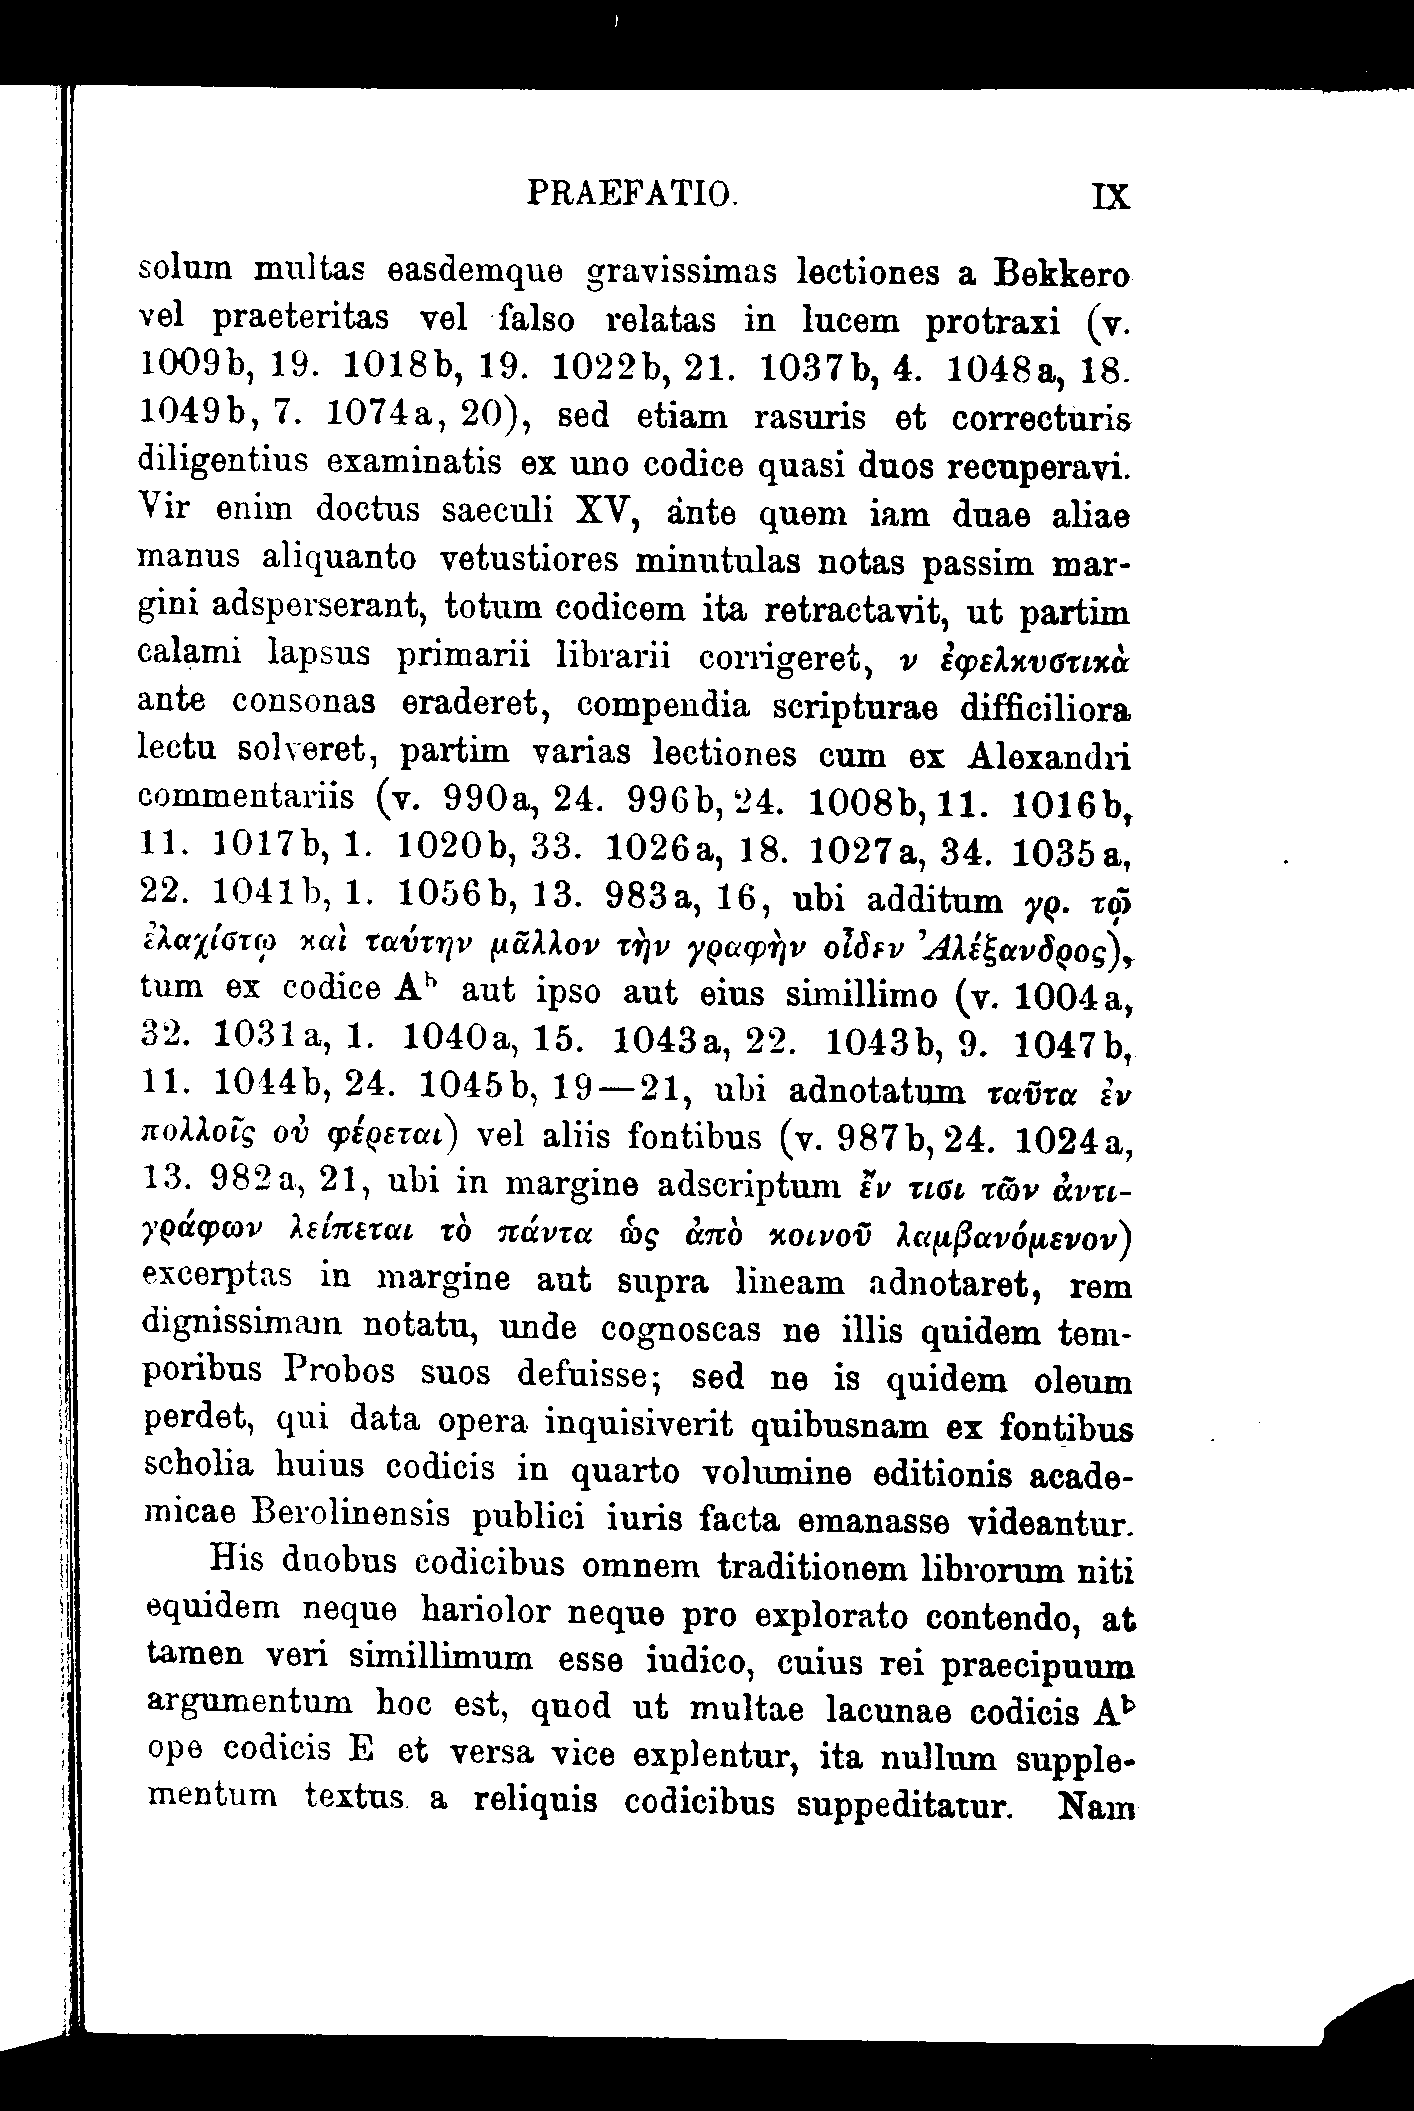 PRAEFATIO. IX
solum multas easdemque gravissimas lectiones a Bekkero
vel praeteritas vel falso relatas in lucem protraxi (v.
1009b, 19. 1018b, 19. 1022b, 21. 1037b, 4. 1048a, 18.
1049b, 7. 1074a, 20), sed etiam rasuris et correcturis
diligentius examinatis ex uno codice quasi duos recuperavi.
Vir enim doctus saeculi XV, ante quem iam duae aliae
manus aliquanto vetustiores minutulas notas passim mar-
gini adsperserant, totum codicem ita retractavit, ut partim
calami lapsus primarii librarii corrigeret, ν ἐφελκυστικὰ
ante consonas eraderet, compendia scripturae difficiliora
lectu solveret, partim varias lectiones cum ex Alexandri
commentariis (v. 990a, 24. 996b, 24. 1008b, 11. 1016b,
11. 1017b, 1. 1020b, 33. 1026a, 18. 1027a, 34. 1035a,
22. 1041b, 1. 1056b, 13. 983a, 16, ubi additum γρ. τῷ
ἐλαχίστῳ καὶ ταύτην μᾶλλον τὴν γραφὴν οἶδεν Ἀλέξανδρος),
tum ex codice Aᵇ aut ipso aut eius simillimo (v. 1004a,
32. 1031a, 1. 1040a, 15. 1043a, 22. 1043b, 9. 1047b,
11. 1044b, 24. 1045b, 19—21, ubi adnotatum ταῦτα ἐν
πολλοῖς οὐ φέρεται) vel aliis fontibus (v. 987b, 24. 1024a,
13. 982a, 21, ubi in margine adscriptum ἔν τισι τῶν ἀντι-
γράφων λείπεται τὸ πάντα ὡς ἀπὸ κοινοῦ λαμβανόμενον)
excerptas in margine aut supra lineam adnotaret, rem
dignissimam notatu, unde cognoscas ne illis quidem tem-
poribus Probos suos defuisse; sed ne is quidem oleum
perdet, qui data opera inquisiverit quibusnam ex fontibus
scholia huius codicis in quarto volumine editionis acade-
micae Berolinensis publici iuris facta emanasse videantur.
His duobus codicibus omnem traditionem librorum niti
equidem neque hariolor neque pro explorato contendo, at
tamen veri simillimum esse iudico, cuius rei praecipuum
argumentum hoc est, quod ut multae lacunae codicis Aᵇ
ope codicis E et versa vice explentur, ita nullum supple-
mentum textus a reliquis codicibus suppeditatur. Nam